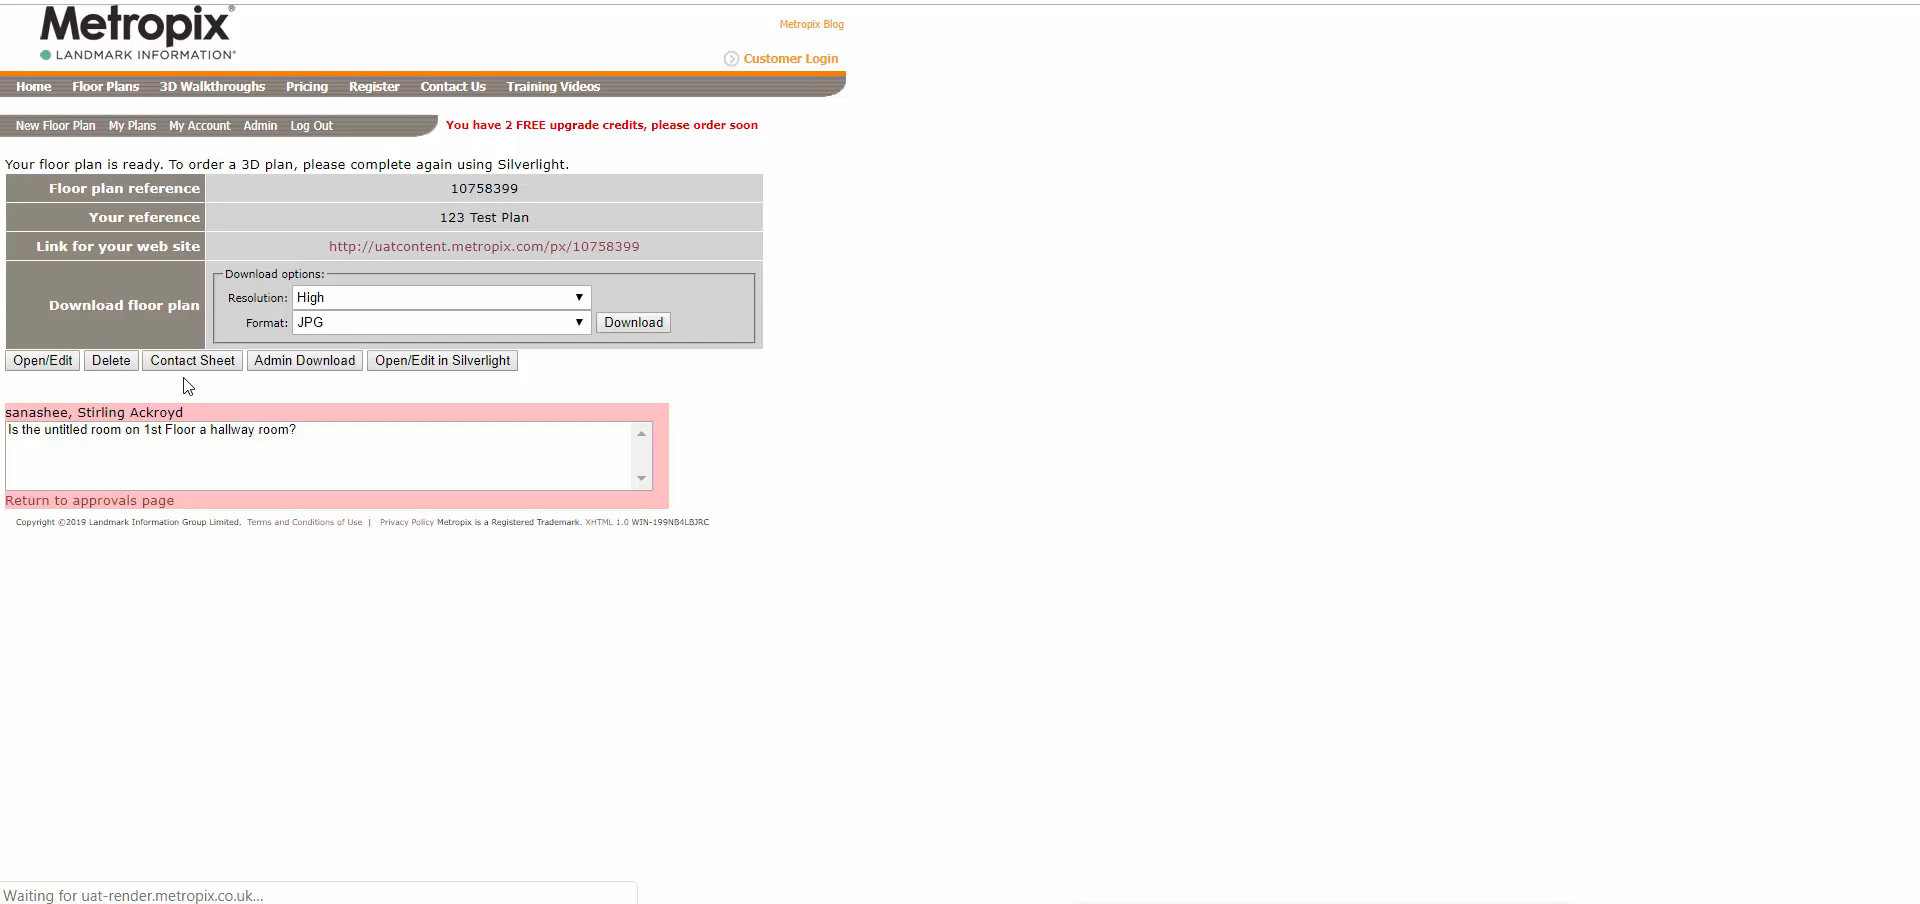 Metropix®
LANDMARK INFORMATION®
Metropix Blog
Customer Login
Home Floor Plans 3D Walkthroughs Pricing Register Contact Us Training Videos
New Floor Plan My Plans My Account Admin Log Out You have 2 FREE upgrade credits, please order soon
Your floor plan is ready. To order a 3D plan, please complete again using Silverlight.
Floor plan reference 10758399
Your reference 123 Test Plan
Link for your web site http://uatcontent.metropix.com/px/10758399
Download floor plan
Download options:
Resolution: High
Format: JPG Download
Open/Edit Delete Contact Sheet Admin Download Open/Edit in Silverlight
sanashee, Stirling Ackroyd
Is the untitled room on 1st Floor a hallway room?
Return to approvals page
Copyright ©2019 Landmark Information Group Limited. Terms and Conditions of Use | Privacy Policy Metropix is a Registered Trademark. XHTML 1.0 WIN-199NB4LBJRC
Waiting for uat-render.metropix.co.uk...